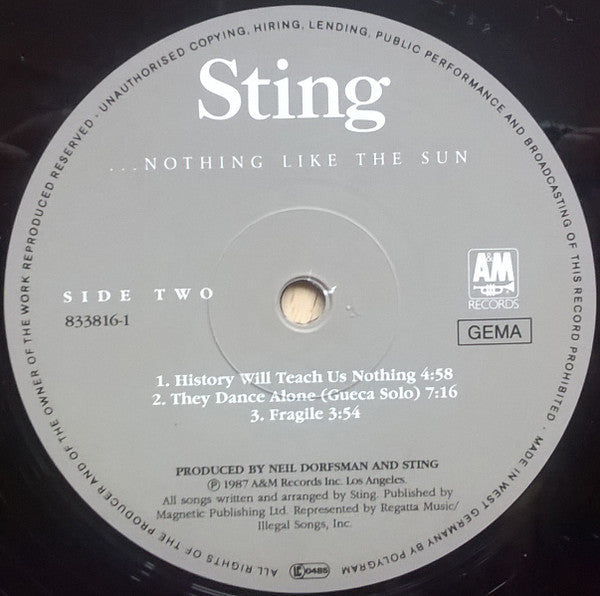 ALL RIGHTS OF THE PRODUCER AND OF THE OWNER OF THE WORK REPRODUCED RESERVED - UNAUTHORISED COPYING, HIRING, LENDING, PUBLIC PERFORMANCE AND BROADCASTING OF THIS RECORD PROHIBITED. - MADE IN WEST GERMANY BY POLYGRAM
Sting
...NOTHING LIKE THE SUN
SIDE TWO
833816-1
A&M
RECORDS
GEMA
1. History Will Teach Us Nothing 4:58
2. They Dance Alone (Gueca Solo) 7:16
3. Fragile 3:54
PRODUCED BY NEIL DORFSMAN AND STING
℗ 1987 A&M Records Inc. Los Angeles.
All songs written and arranged by Sting. Published by
Magnetic Publishing Ltd. Represented by Regatta Music/
Illegal Songs, Inc.
LC 0485